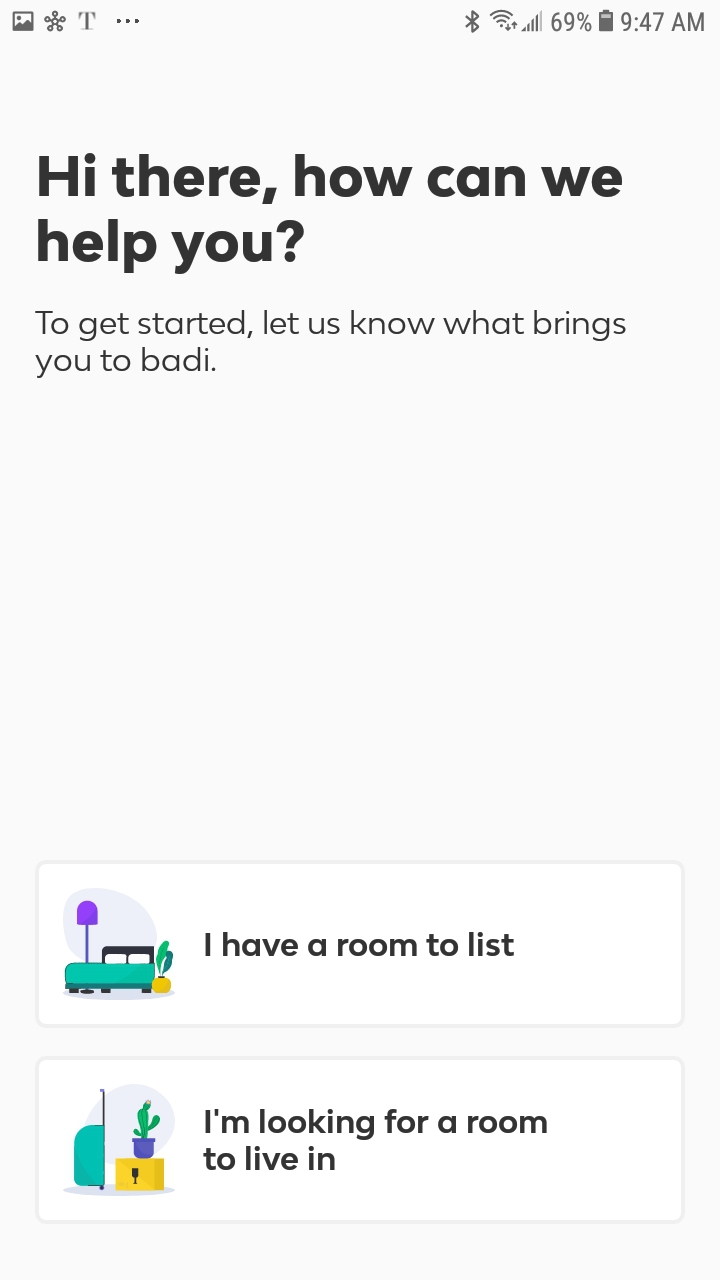 T 69% 9:47 AM
Hi there, how can we
help you?
To get started, let us know what brings
you to badi.
I have a room to list
I'm looking for a room
to live in